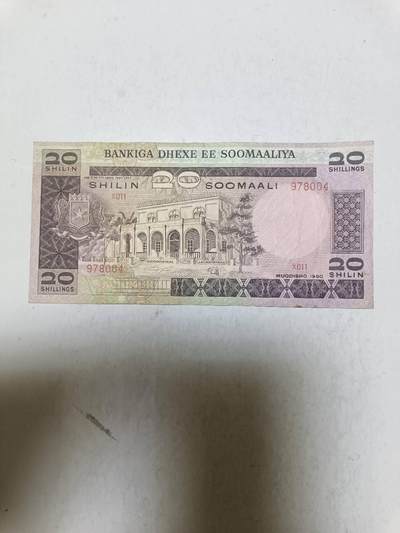 BANKIGA DHEXE EE SOOMAALIYA
20 SHILIN
20 SHILLINGS
SHILIN 20 SOOMAALI 978004
X011
978004
X011
20 SHILLINGS
20 SHILIN
MUQDISHO 1980